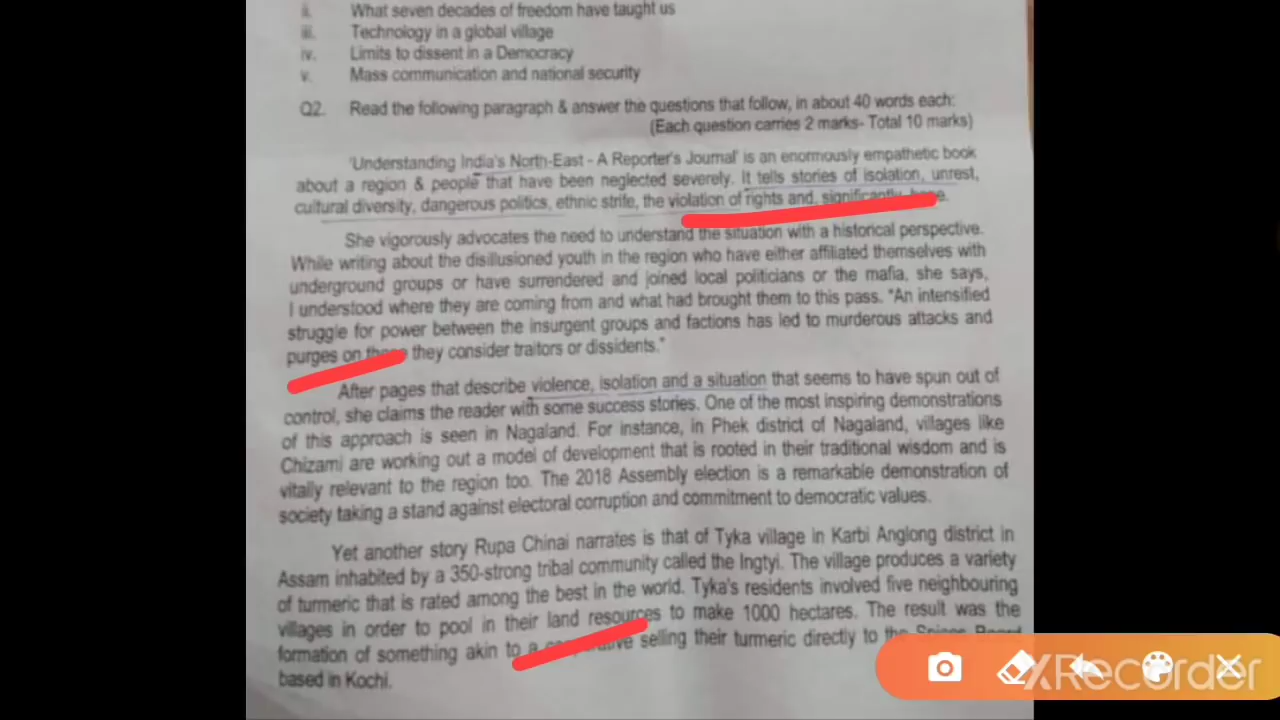 ii. What seven decades of freedom have taught us
iii. Technology in a global village
iv. Limits to dissent in a Democracy
v. Mass communication and national security
Q2. Read the following paragraph & answer the questions that follow, in about 40 words each:
(Each question carries 2 marks- Total 10 marks)
'Understanding India's North-East - A Reporter's Journal' is an enormously empathetic book
about a region & people that have been neglected severely. It tells stories of isolation, unrest,
cultural diversity, dangerous politics, ethnic strife, the violation of rights and, significantly, hope.
She vigorously advocates the need to understand the situation with a historical perspective.
While writing about the disillusioned youth in the region who have either affiliated themselves with
underground groups or have surrendered and joined local politicians or the mafia, she says,
I understood where they are coming from and what had brought them to this pass. "An intensified
struggle for power between the insurgent groups and factions has led to murderous attacks and
purges on those they consider traitors or dissidents."
After pages that describe violence, isolation and a situation that seems to have spun out of
control, she claims the reader with some success stories. One of the most inspiring demonstrations
of this approach is seen in Nagaland. For instance, in Phek district of Nagaland, villages like
Chizami are working out a model of development that is rooted in their traditional wisdom and is
vitally relevant to the region too. The 2018 Assembly election is a remarkable demonstration of
society taking a stand against electoral corruption and commitment to democratic values.
Yet another story Rupa Chinai narrates is that of Tyka village in Karbi Anglong district in
Assam inhabited by a 350-strong tribal community called the Ingtyi. The village produces a variety
of turmeric that is rated among the best in the world. Tyka's residents involved five neighbouring
villages in order to pool in their land resources to make 1000 hectares. The result was the
formation of something akin to a selling their turmeric directly to the Spices Board
based in Kochi.
XRecorder